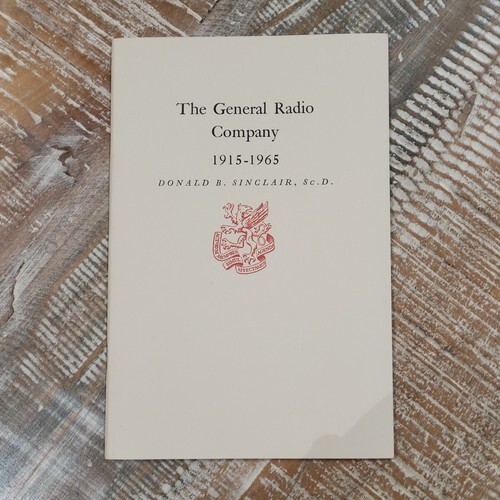 The General Radio
Company
1915-1965
DONALD B. SINCLAIR, Sc.D.